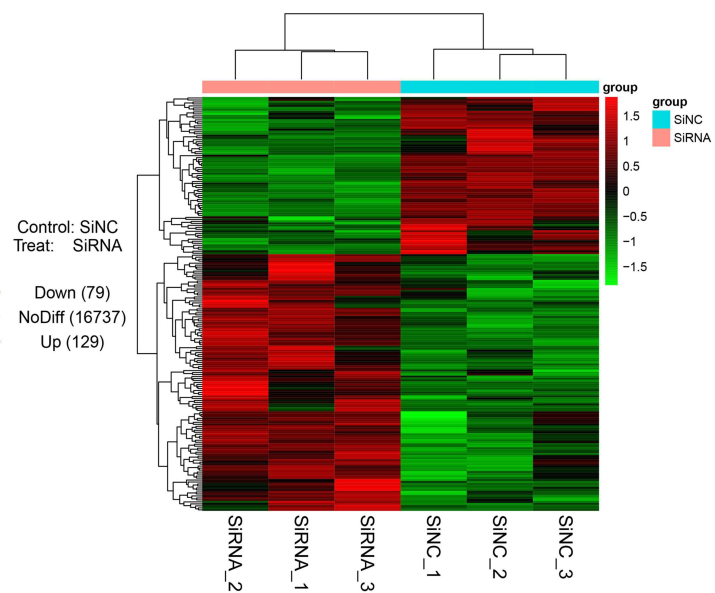 group
1.5
1
0.5
0
−0.5
−1
−1.5
group
SiNC
SiRNA
Control: SiNC
Treat: SiRNA
Down (79)
NoDiff (16737)
Up (129)
SiRNA_2
SiRNA_1
SiRNA_3
SiNC_1
SiNC_2
SiNC_3